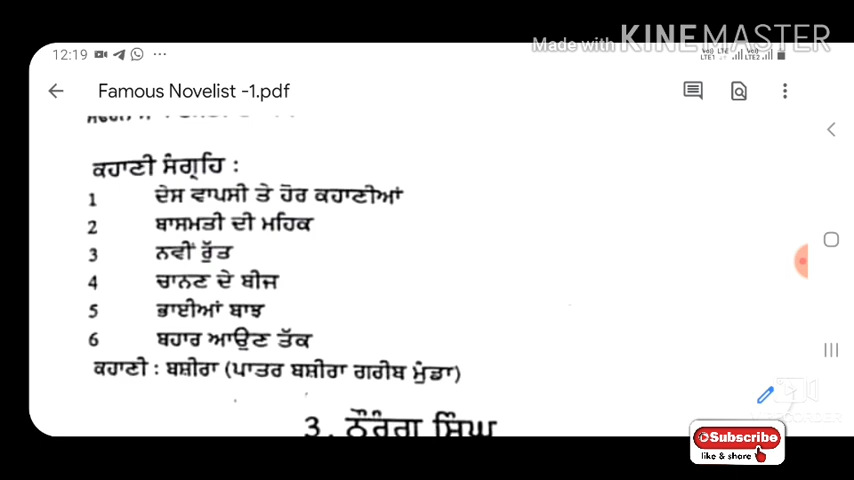 Made with KINEMASTER
12:19
Famous Novelist -1.pdf
ਕਹਾਣੀ ਸੰਗ੍ਰਹਿ :
1 ਦੇਸ ਵਾਪਸੀ ਤੇ ਹੋਰ ਕਹਾਣੀਆਂ
2 ਬਾਸਮਤੀ ਦੀ ਮਹਿਕ
3 ਨਵੀਂ ਰੁੱਤ
4 ਚਾਨਣ ਦੇ ਬੀਜ
5 ਭਾਈਆਂ ਬਾਝ
6 ਬਹਾਰ ਆਉਣ ਤੱਕ
ਕਹਾਣੀ : ਬਸ਼ੀਰਾ (ਪਾਤਰ ਬਸ਼ੀਰਾ ਗਰੀਬ ਮੁੰਡਾ)
3. ਨੌਰੰਗ ਸਿੰਘ
Subscribe
like & share